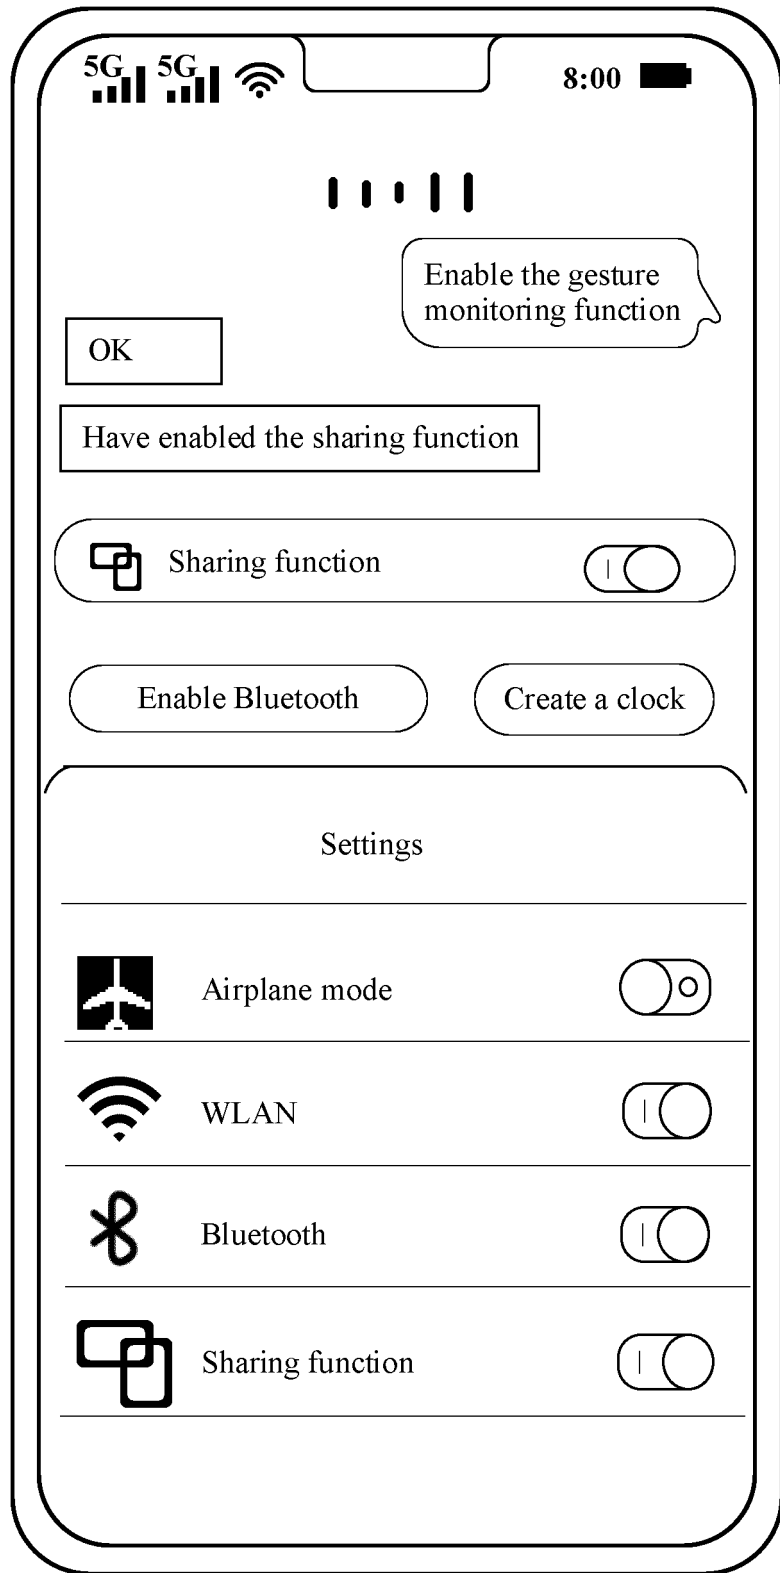 5G 5G 8:00
Enable the gesture
monitoring function
OK
Have enabled the sharing function
Sharing function
Enable Bluetooth
Create a clock
Settings
Airplane mode
WLAN
Bluetooth
Sharing function